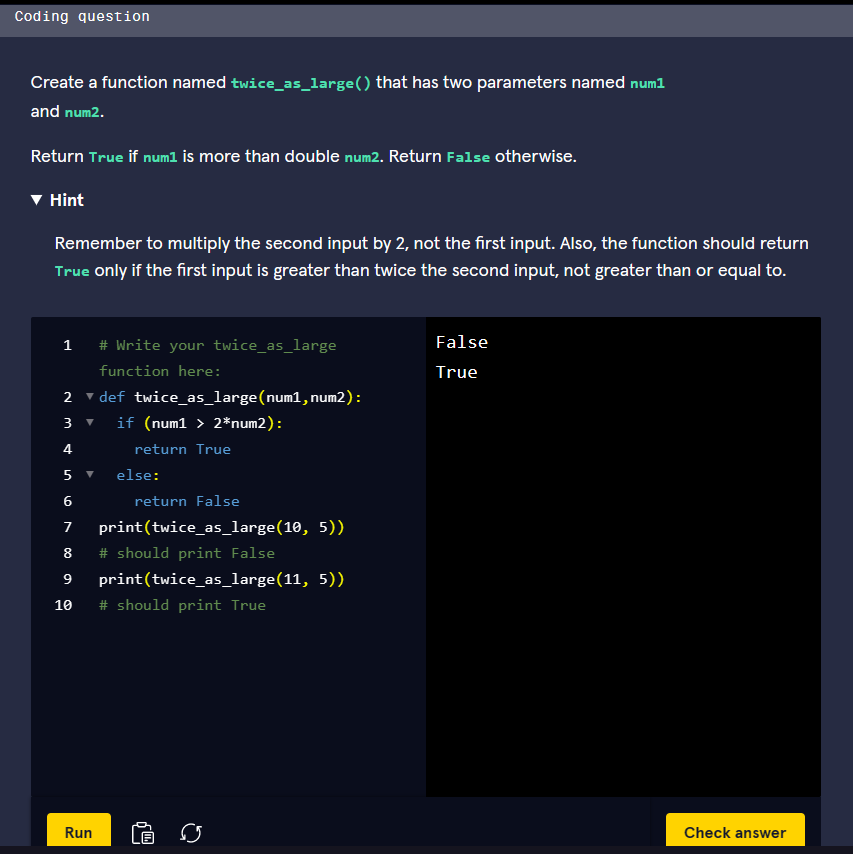 Coding question
Create a function named twice_as_large() that has two parameters named num1
and num2.
Return True if num1 is more than double num2. Return False otherwise.
▼ Hint
Remember to multiply the second input by 2, not the first input. Also, the function should return
True only if the first input is greater than twice the second input, not greater than or equal to.
1 # Write your twice_as_large
function here:
2 ▼ def twice_as_large(num1,num2):
3 ▼ if (num1 > 2*num2):
4 return True
5 ▼ else:
6 return False
7 print(twice_as_large(10, 5))
8 # should print False
9 print(twice_as_large(11, 5))
10 # should print True
False
True
Run
Check answer